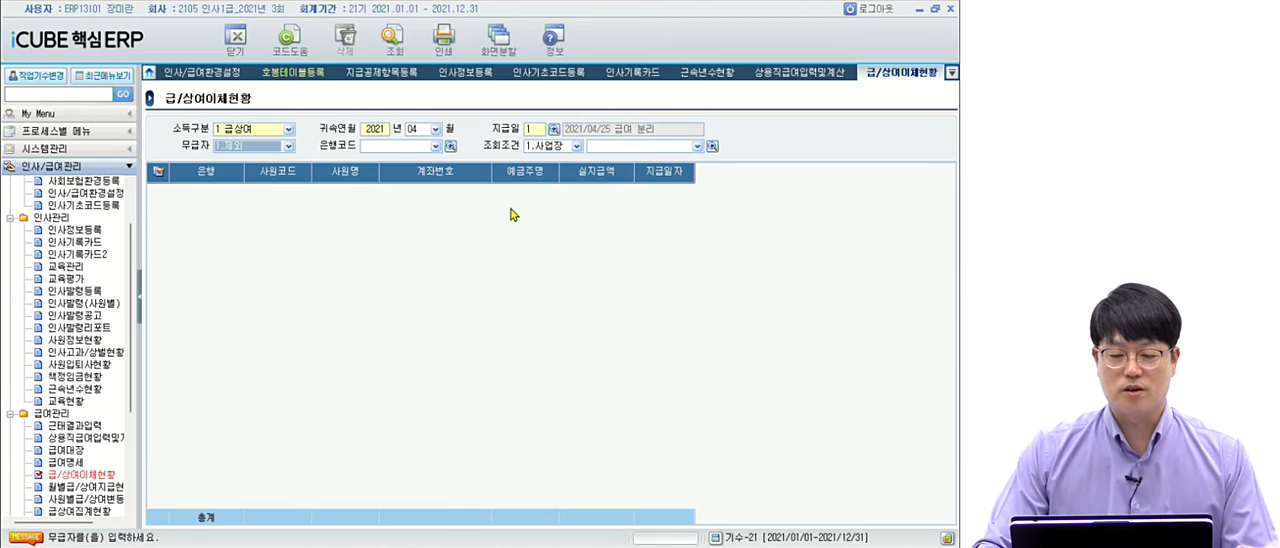 사용자 : ERP13101 장미란 회사 : 2105 인사1급_2021년 3회 회계기간 : 21기 2021.01.01 ~ 2021.12.31 로그아웃
iCUBE 핵심ERP
닫기 코드도움 삭제 조회 인쇄 화면분할 정보
작업기수변경 최근메뉴보기
GO
인사/급여환경설정 호봉테이블등록 지급공제항목등록 인사정보등록 인사기초코드등록 인사기록카드 근속년수현황 상용직급여입력및계산 급/상여이체현황
급/상여이체현황
소득구분 1 급상여 귀속연월 2021 년 04 월 지급일 1 2021/04/25 급여 분리
무급자 1.제외 은행코드 조회조건 1.사업장
은행 사원코드 사원명 계좌번호 예금주명 실지급액 지급일자
총계
My Menu
프로세스별 메뉴
시스템관리
인사/급여관리
사회보험환경등록
인사/급여환경설정
인사기초코드등록
인사관리
인사정보등록
인사기록카드
인사기록카드2
교육관리
교육평가
인사발령등록
인사발령(사원별)
인사발령공고
인사발령리포트
사원정보현황
인사고과/상벌현황
사원입퇴사현황
책정임금현황
근속년수현황
교육현황
급여관리
근태결과입력
상용직급여입력및
급여대장
급여명세
급/상여이체현황
월별급/상여지급현
사원별급/상여변동
급상여집계현황
MESSAGE 무급자를(을) 입력하세요.
기수-21 [2021/01/01-2021/12/31]